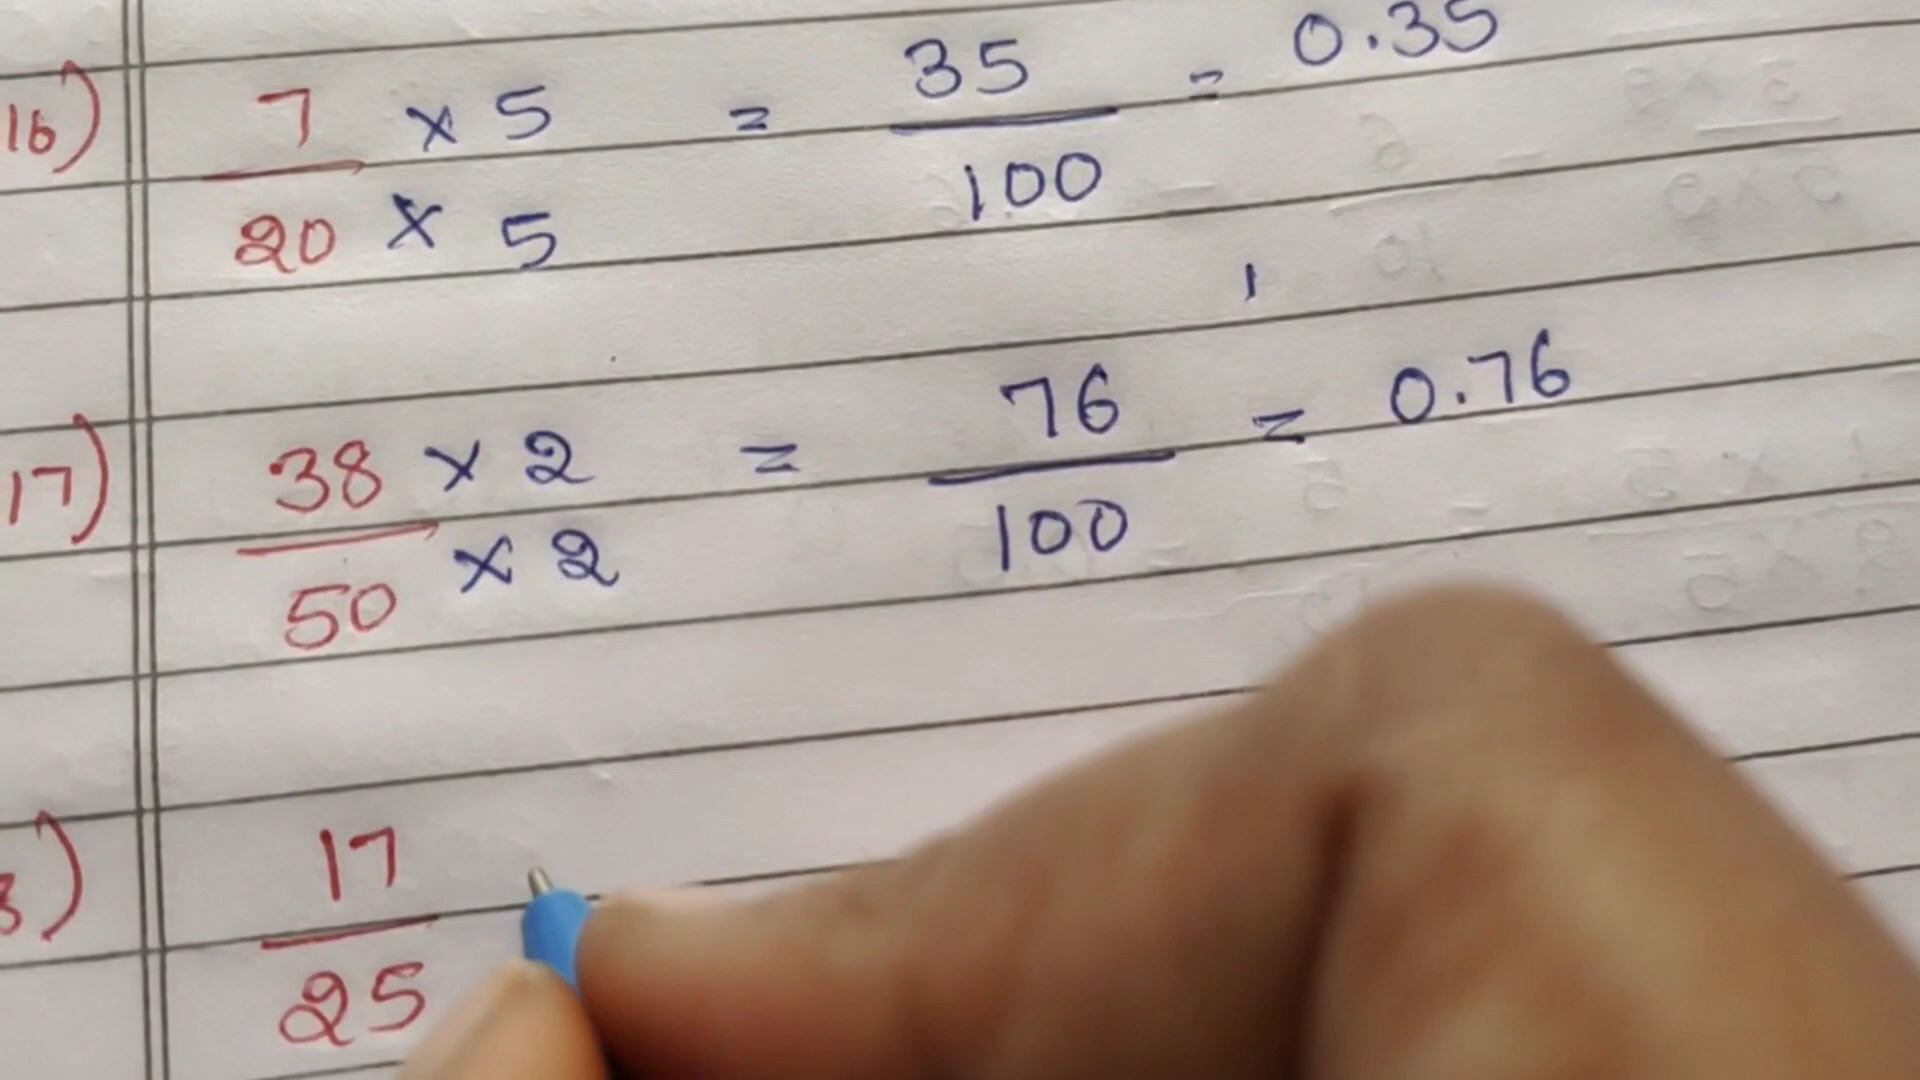 16) 7 × 5 = 35 = 0.35
20 × 5 100
17) 38 × 2 = 76 = 0.76
50 × 2 100
) 17
25